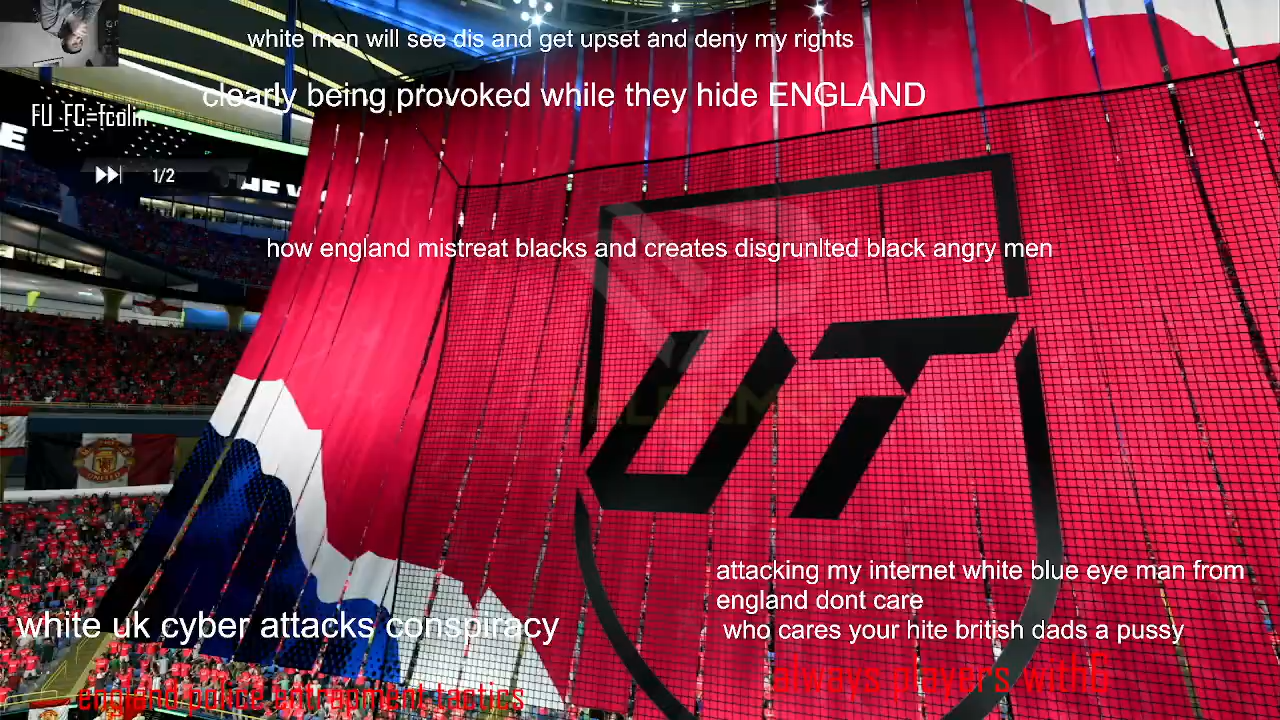 white men will see dis and get upset and deny my rights
clearly being provoked while they hide ENGLAND
FU_FC=fcolin
1/2
how england mistreat blacks and creates disgrunlted black angry men
UT
attacking my internet white blue eye man from
england dont care
who cares your hite british dads a pussy
white uk cyber attacks conspiracy
always players with6
england police entrapment tactics